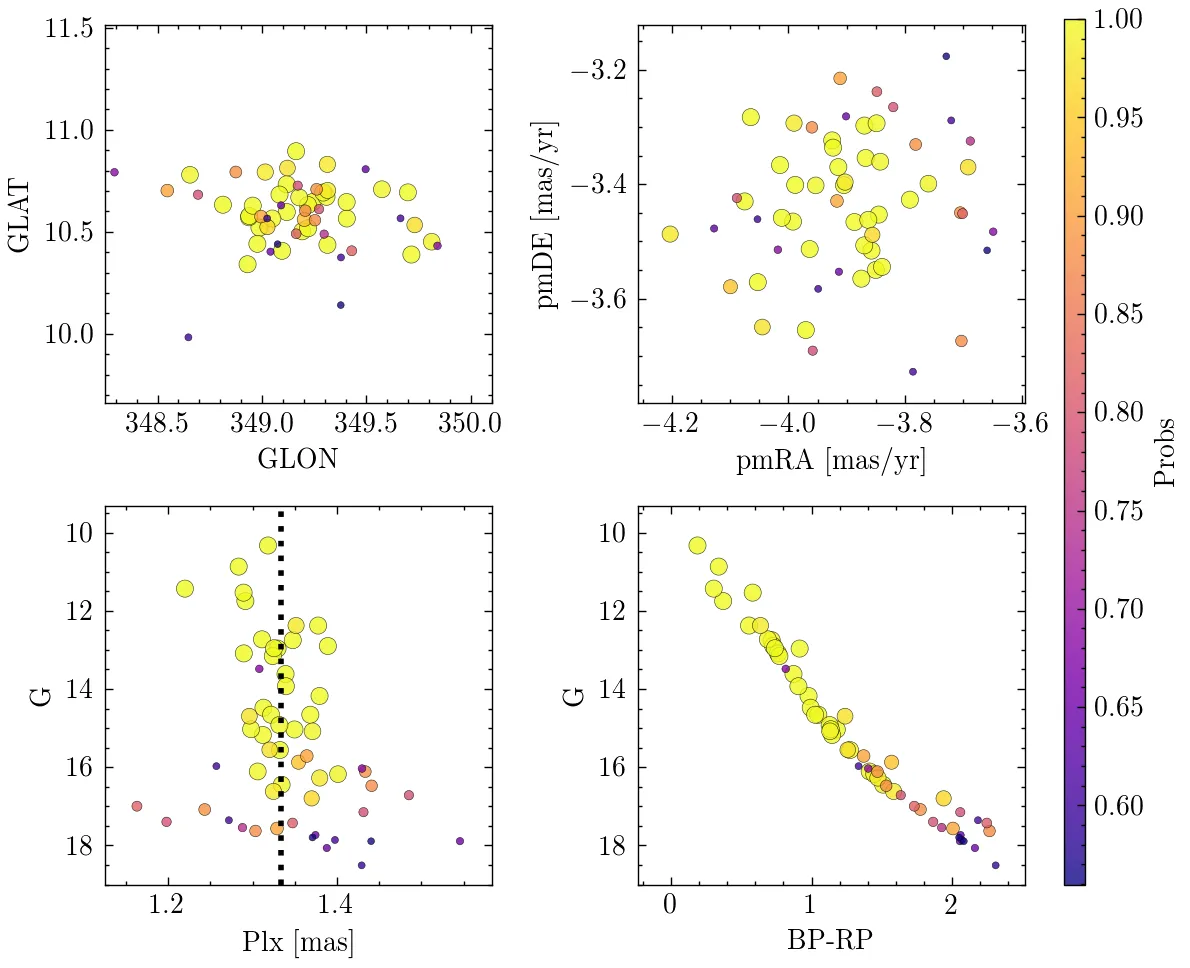 11.5
11.0
10.5
10.0
GLAT
348.5 349.0 349.5 350.0
GLON
−3.2
−3.4
−3.6
pmDE [mas/yr]
−4.2 −4.0 −3.8 −3.6
pmRA [mas/yr]
10
12
14
16
18
G
1.2 1.4
Plx [mas]
10
12
14
16
18
G
0 1 2
BP-RP
1.00
0.95
0.90
0.85
0.80
0.75
0.70
0.65
0.60
Probs